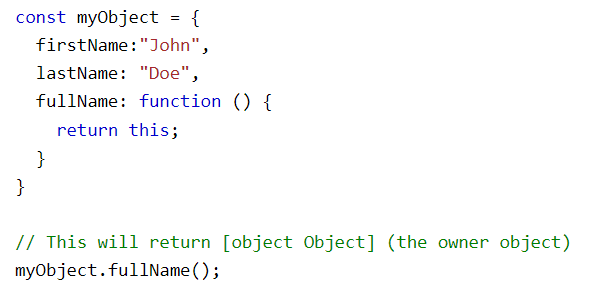 const myObject = {
  firstName:"John",
  lastName: "Doe",
  fullName: function () {
    return this;
  }
}

// This will return [object Object] (the owner object)
myObject.fullName();